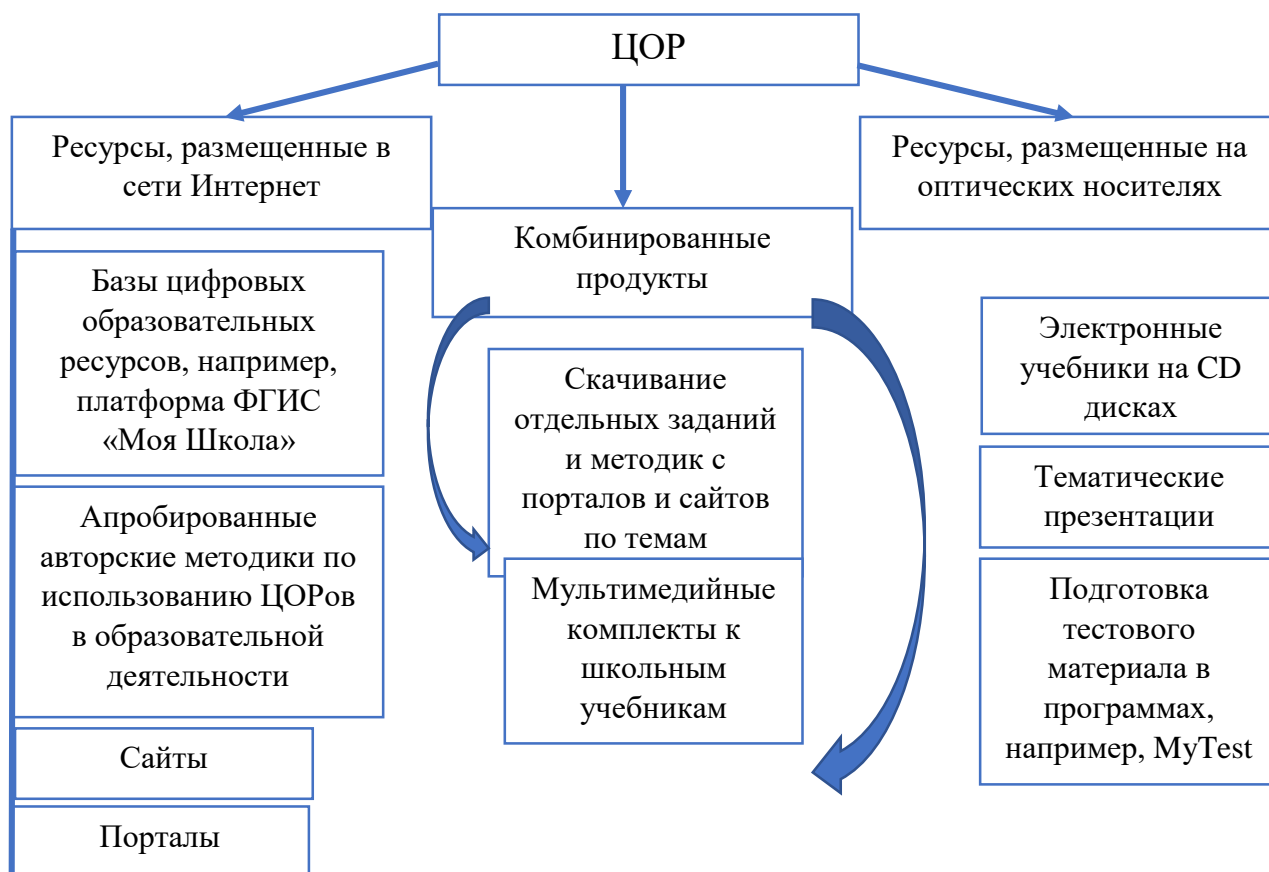 ЦОР
Ресурсы, размещенные в
сети Интернет
Базы цифровых
образовательных
ресурсов, например,
платформа ФГИС
«Моя Школа»
Апробированные
авторские методики по
использованию ЦОРов
в образовательной
деятельности
Сайты
Порталы
Комбинированные
продукты
Скачивание
отдельных заданий
и методик с
порталов и сайтов
по темам
Мультимедийные
комплекты к
школьным
учебникам
Ресурсы, размещенные на
оптических носителях
Электронные
учебники на CD
дисках
Тематические
презентации
Подготовка
тестового
материала в
программах,
например, MyTest